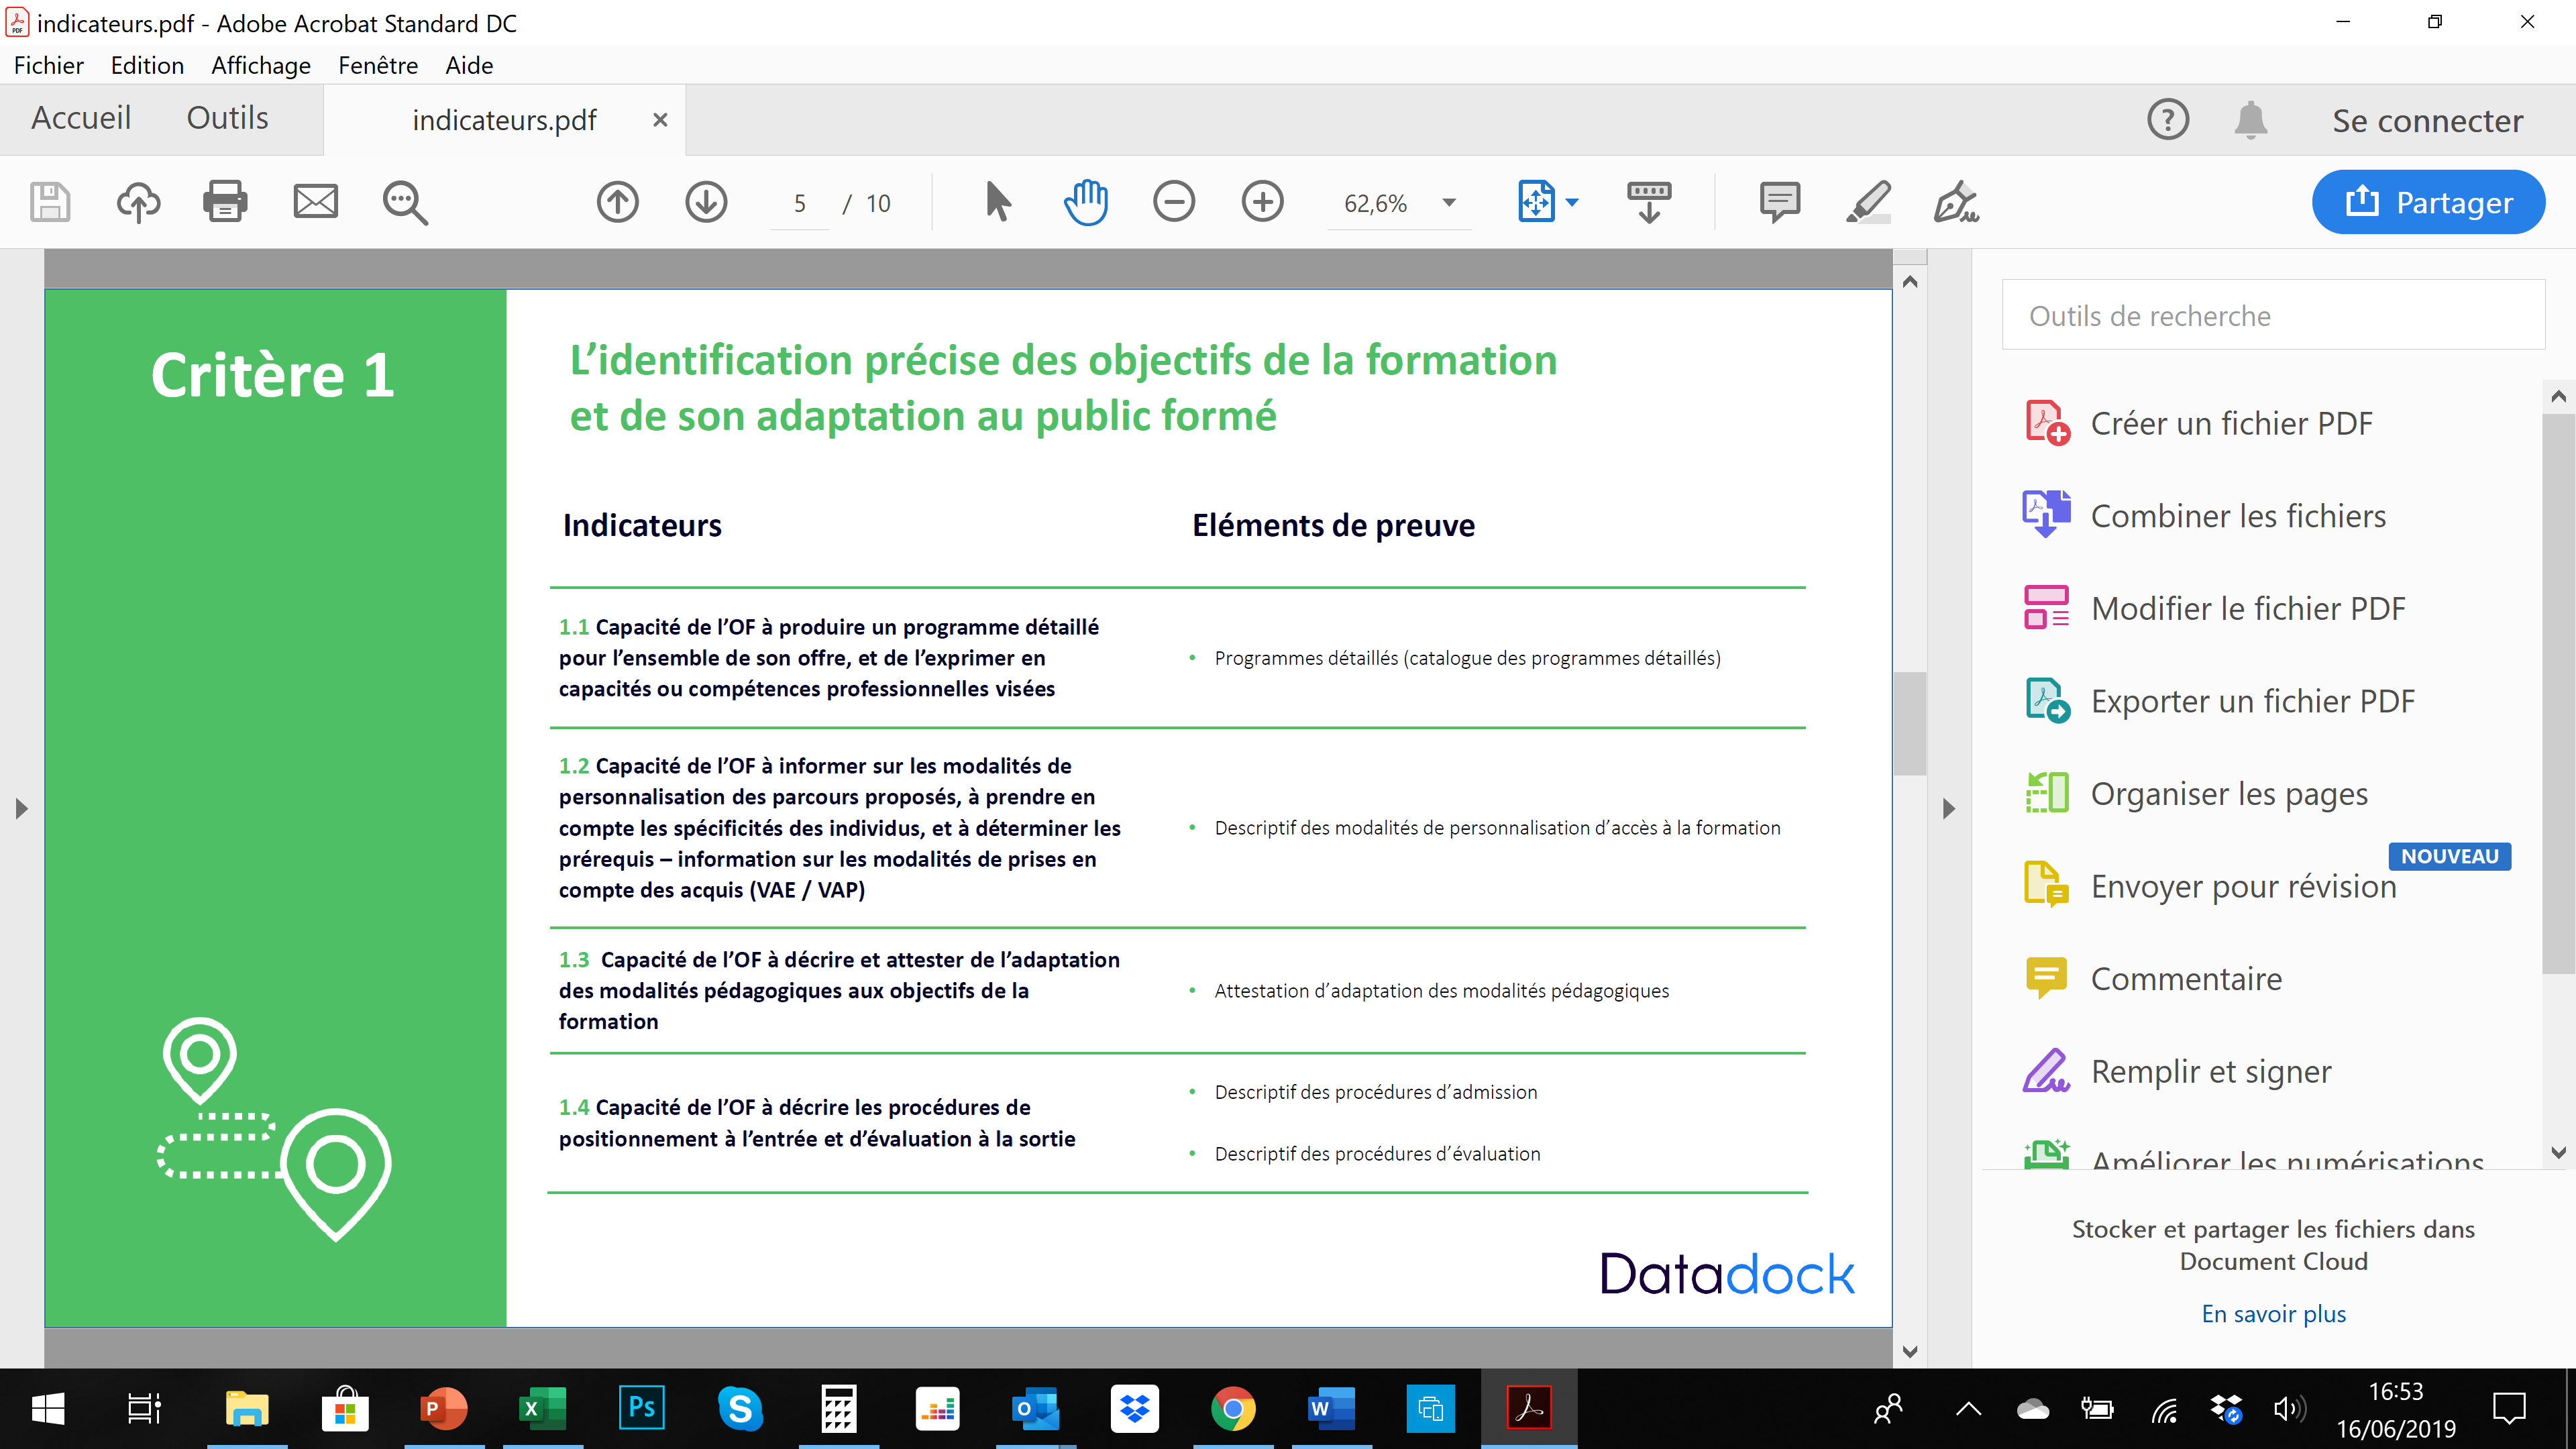 indicateurs.pdf - Adobe Acrobat Standard DC
Fichier Edition Affichage Fenêtre Aide
Accueil Outils indicateurs.pdf × Se connecter
5 / 10 62,6% Partager
Critère 1
L’identification précise des objectifs de la formation
et de son adaptation au public formé
Indicateurs Eléments de preuve
1.1 Capacité de l’OF à produire un programme détaillé
pour l’ensemble de son offre, et de l’exprimer en
capacités ou compétences professionnelles visées
• Programmes détaillés (catalogue des programmes détaillés)
1.2 Capacité de l’OF à informer sur les modalités de
personnalisation des parcours proposés, à prendre en
compte les spécificités des individus, et à déterminer les
prérequis – information sur les modalités de prises en
compte des acquis (VAE / VAP)
• Descriptif des modalités de personnalisation d’accès à la formation
1.3 Capacité de l’OF à décrire et attester de l’adaptation
des modalités pédagogiques aux objectifs de la
formation
• Attestation d’adaptation des modalités pédagogiques
1.4 Capacité de l’OF à décrire les procédures de
positionnement à l’entrée et d’évaluation à la sortie
• Descriptif des procédures d’admission
• Descriptif des procédures d’évaluation
Datadock
Outils de recherche
Créer un fichier PDF
Combiner les fichiers
Modifier le fichier PDF
Exporter un fichier PDF
Organiser les pages
NOUVEAU
Envoyer pour révision
Commentaire
Remplir et signer
Améliorer les numérisations
Stocker et partager les fichiers dans
Document Cloud
En savoir plus
16:53
16/06/2019